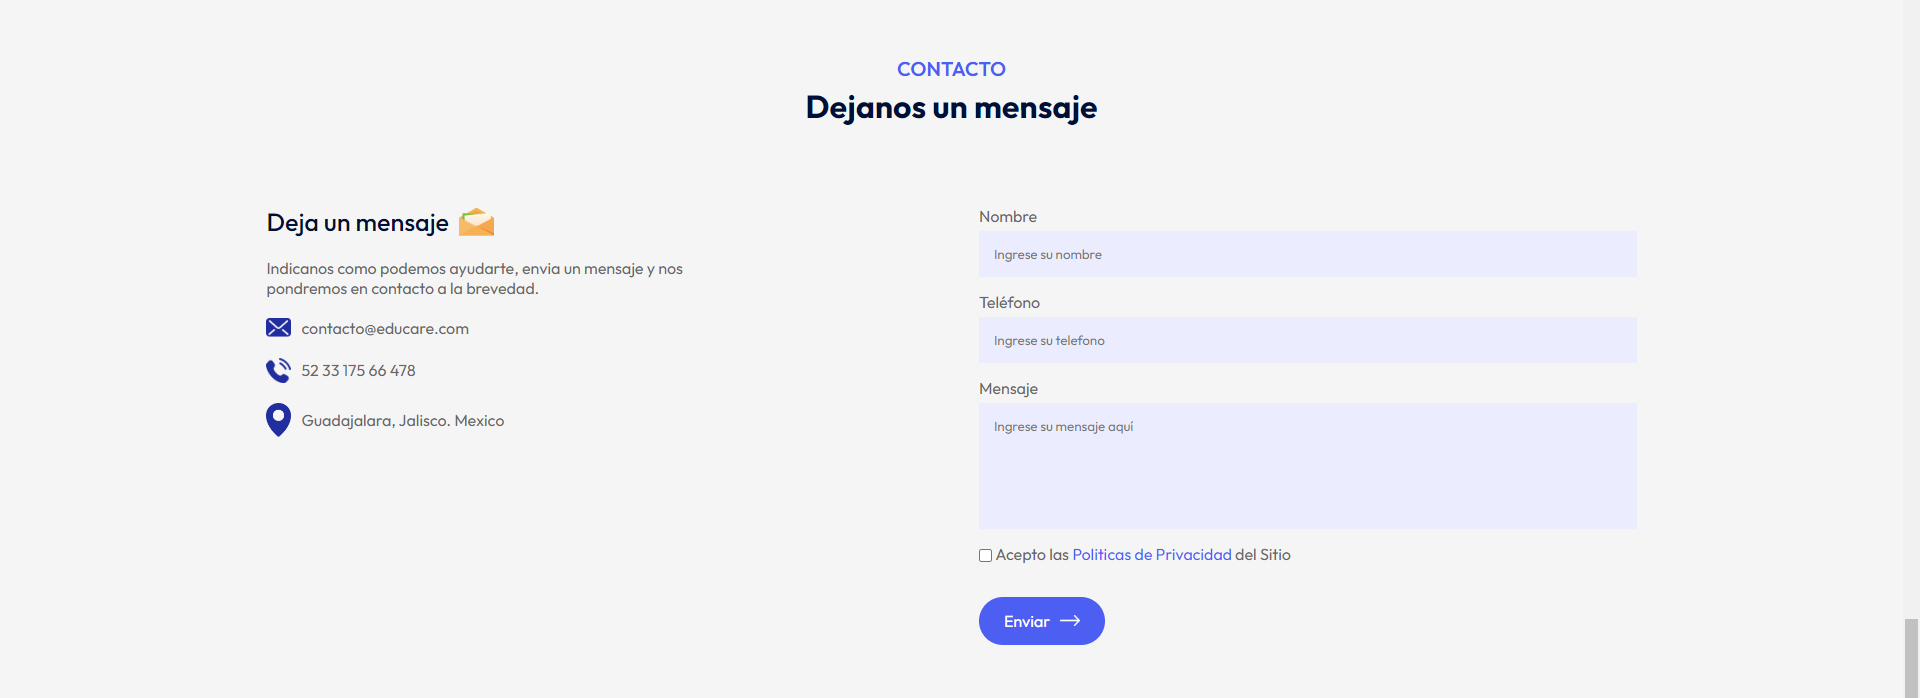 CONTACTO
Dejanos un mensaje
Deja un mensaje
Indicanos como podemos ayudarte, envia un mensaje y nos
pondremos en contacto a la brevedad.
contacto@educare.com
52 33 175 66 478
Guadajalara, Jalisco. Mexico
Nombre
Ingrese su nombre
Teléfono
Ingrese su telefono
Mensaje
Ingrese su mensaje aquí
Acepto las Politicas de Privacidad del Sitio
Enviar